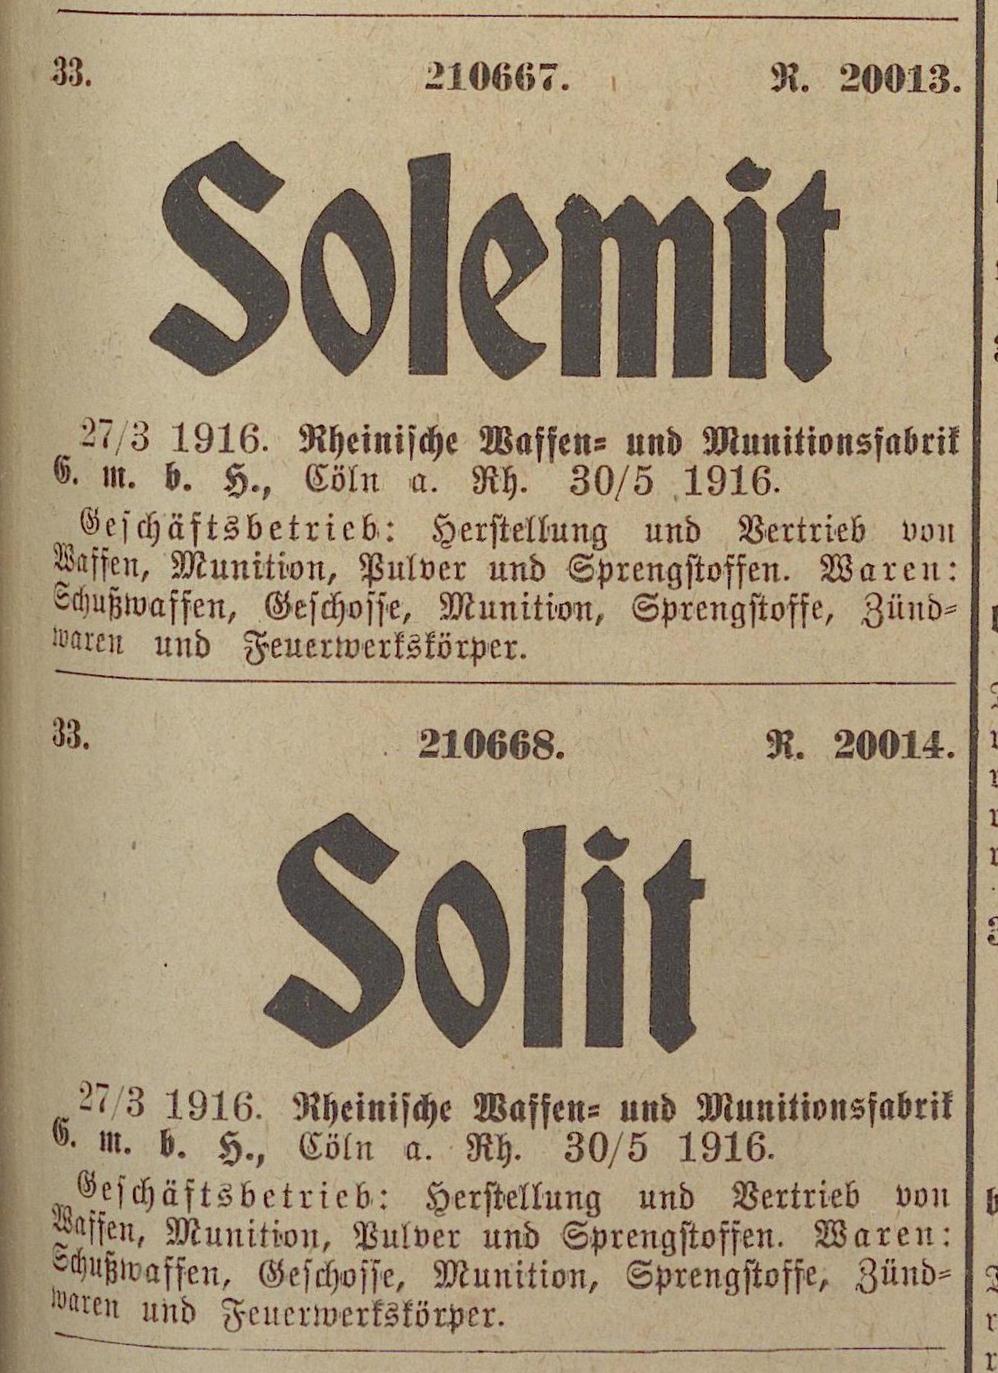 33. 210667. R. 20013.
Solemit
27/3 1916. Rheinische Waffen- und Munitionsfabrik
G. m. b. H., Cöln a. Rh. 30/5 1916.
Geschäftsbetrieb: Herstellung und Vertrieb von
Waffen, Munition, Pulver und Sprengstoffen. Waren:
Schußwaffen, Geschosse, Munition, Sprengstoffe, Zünd-
waren und Feuerwerkskörper.
33. 210668. R. 20014.
Solit
27/3 1916. Rheinische Waffen- und Munitionsfabrik
G. m. b. H., Cöln a. Rh. 30/5 1916.
Geschäftsbetrieb: Herstellung und Vertrieb von
Waffen, Munition, Pulver und Sprengstoffen. Waren:
Schußwaffen, Geschosse, Munition, Sprengstoffe, Zünd-
waren und Feuerwerkskörper.